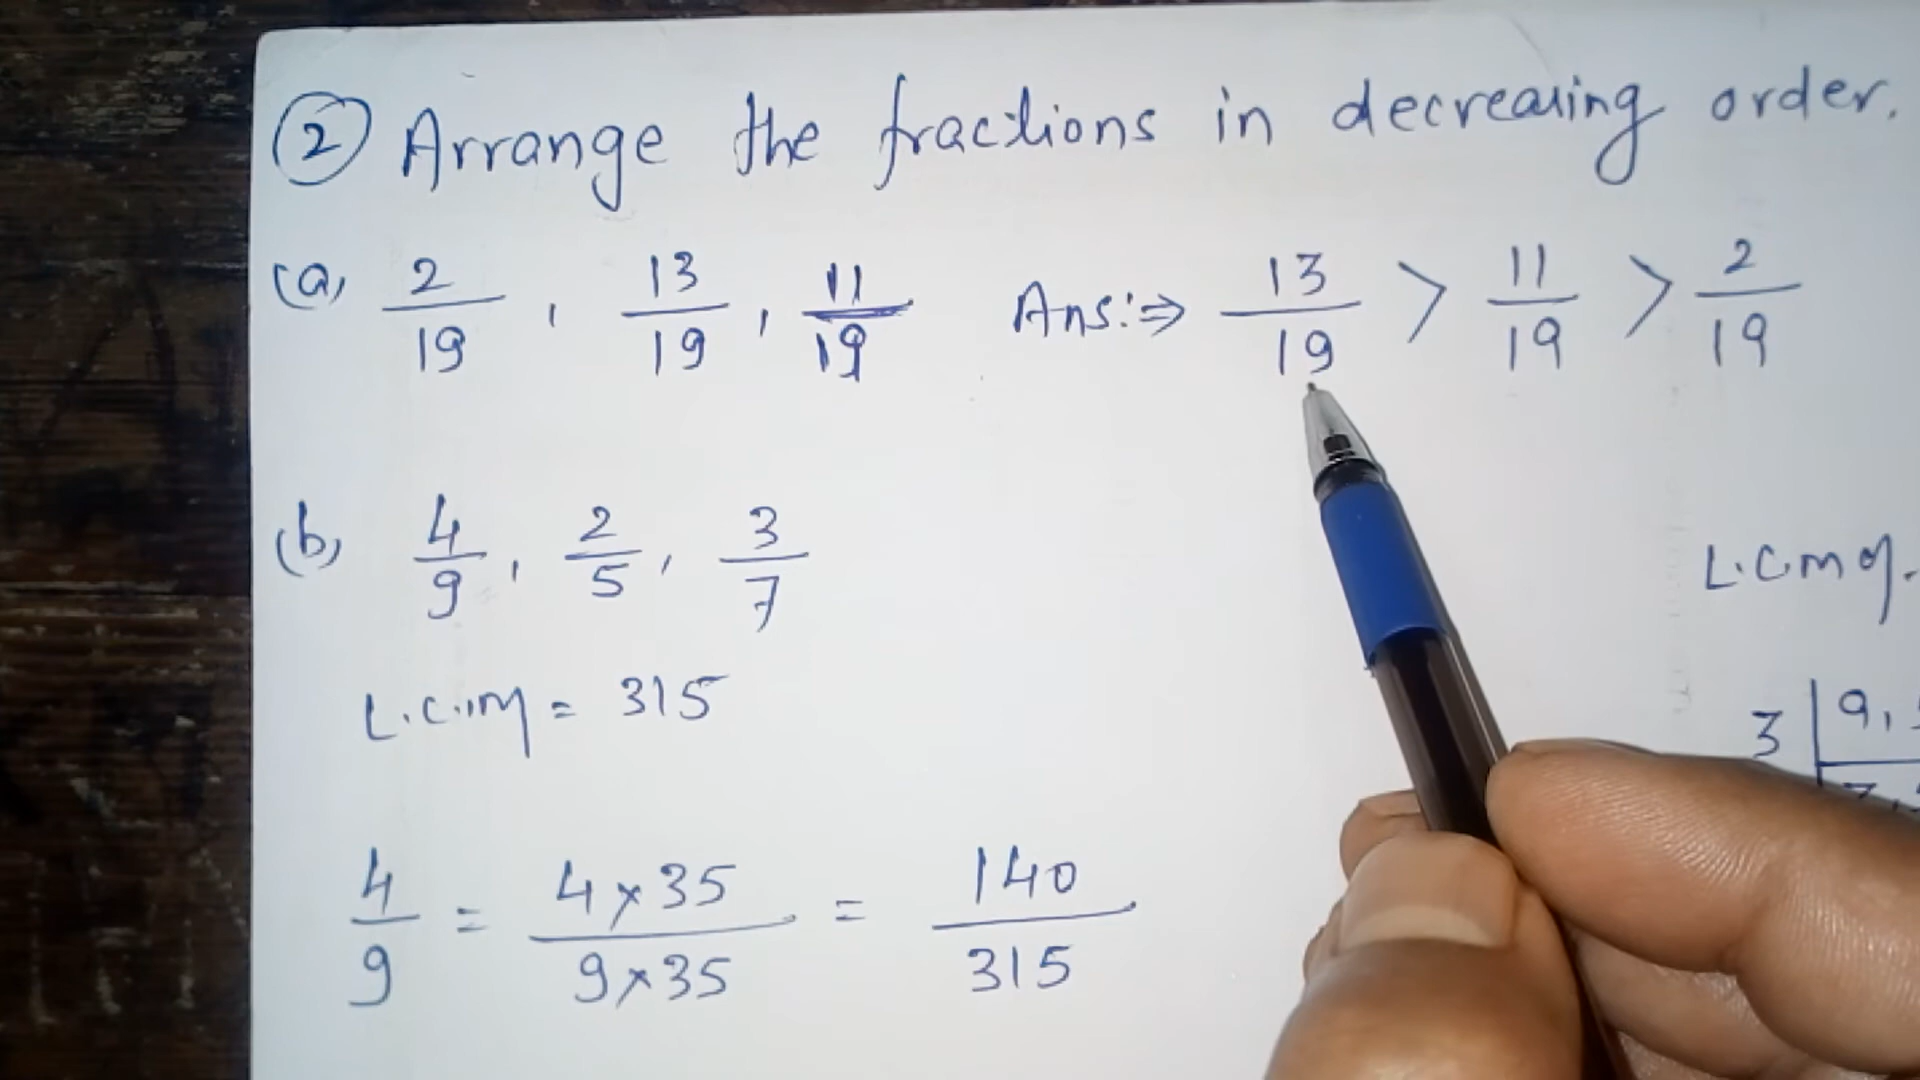 ② Arrange the fractions in decreasing order.
(a) 2/19 , 13/19 , 11/19 Ans:⇒ 13/19 > 11/19 > 2/19
(b) 4/9 , 2/5 , 3/7
L.C.M = 315
L.C.M of
3 | 9,
4/9 = 4×35/9×35 = 140/315